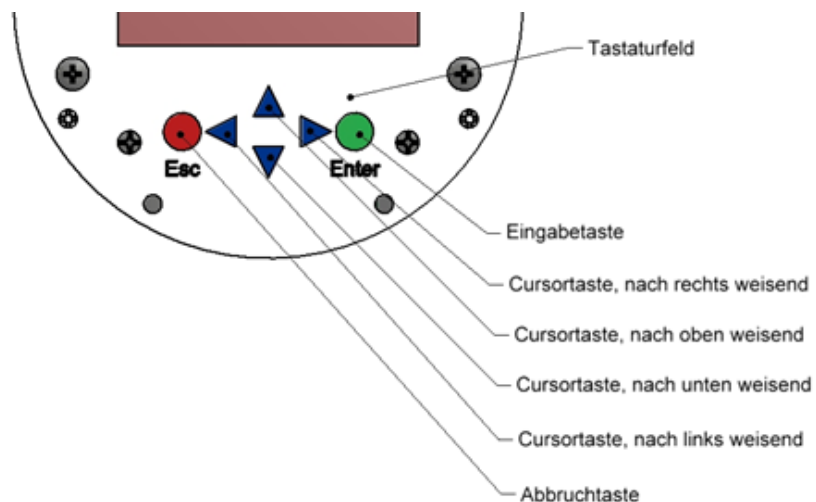 Tastaturfeld
Esc
Enter
Eingabetaste
Cursortaste, nach rechts weisend
Cursortaste, nach oben weisend
Cursortaste, nach unten weisend
Cursortaste, nach links weisend
Abbruchtaste